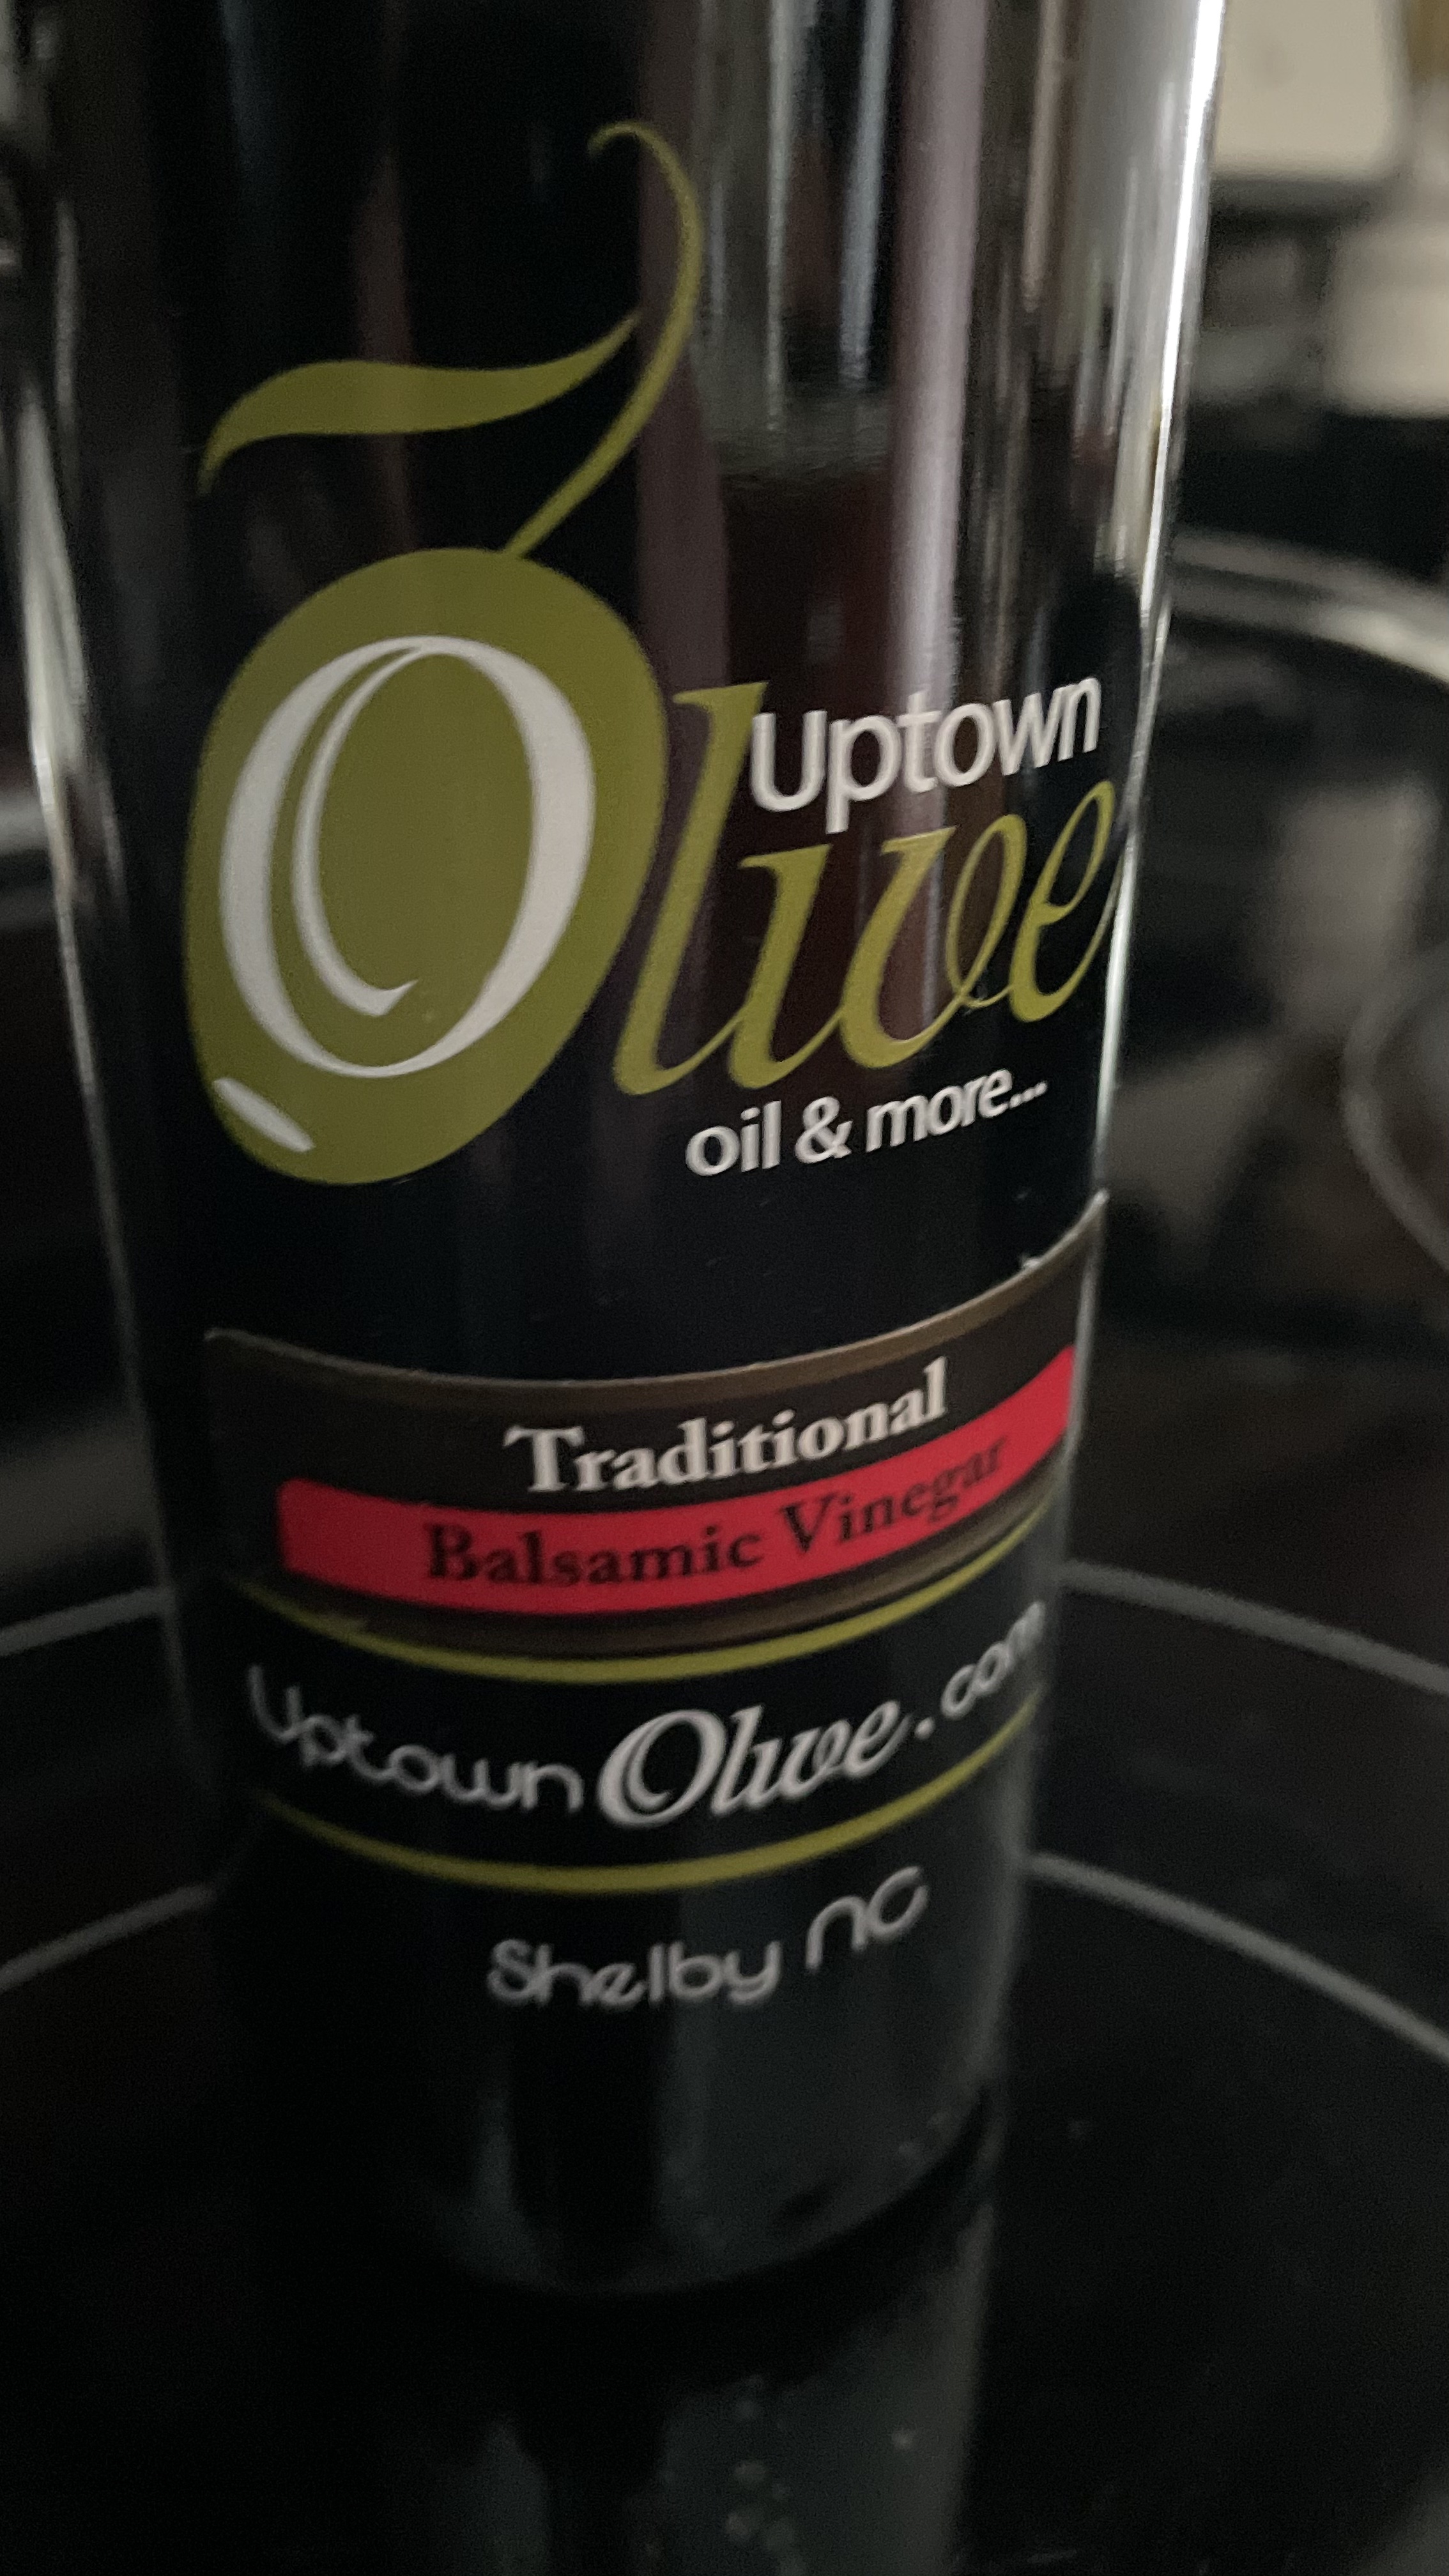 Uptown
Olive
oil & more...
Traditional
Balsamic Vinegar
UptownOlive.com
Shelby NC